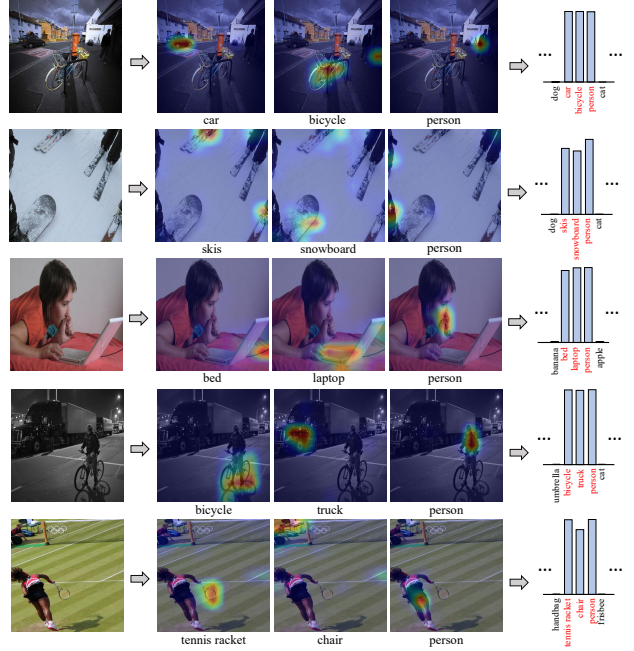 car bicycle person
... dog car bicycle person cat ...
skis snowboard person
... dog skis snowboard person cat ...
bed laptop person
... banana bed laptop person apple ...
bicycle truck person
... umbrella bicycle truck person cat ...
tennis racket chair person
... handbag tennis racket chair person frisbee ...